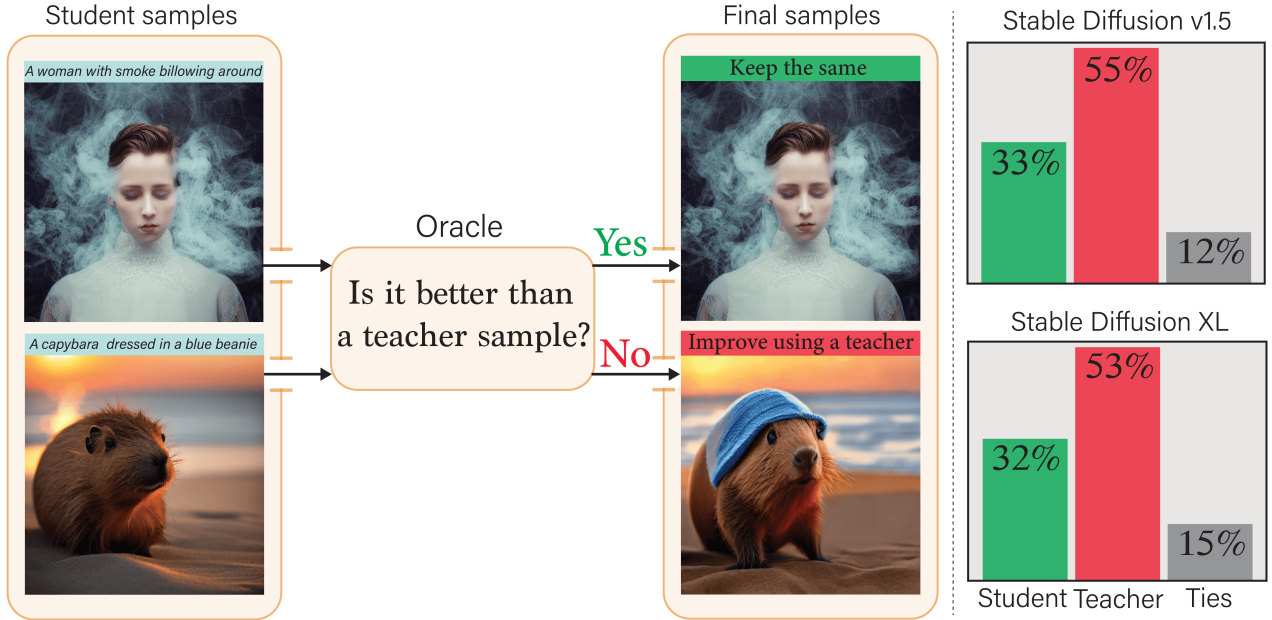 Student samples
A woman with smoke billowing around
A capybara dressed in a blue beanie
Oracle
Is it better than
a teacher sample?
Yes
No
Final samples
Keep the same
Improve using a teacher
Stable Diffusion v1.5
33%
55%
12%
Stable Diffusion XL
32%
53%
15%
Student Teacher Ties